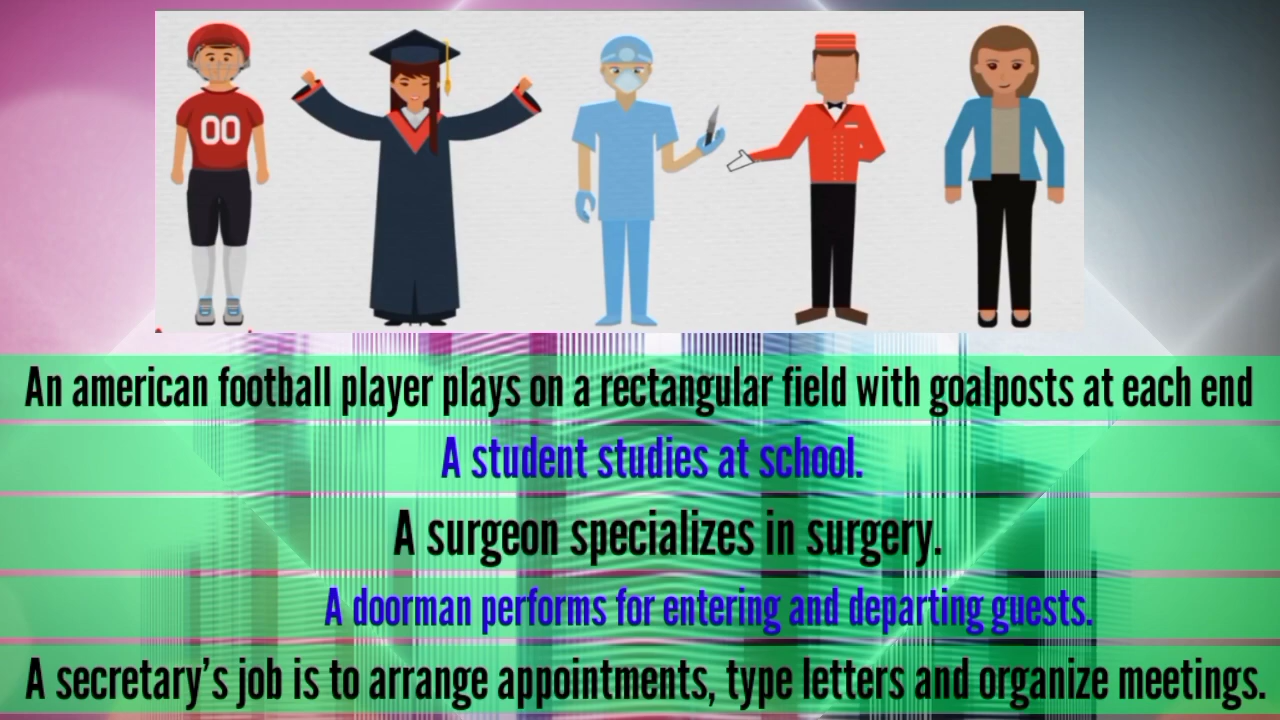 00
An american football player plays on a rectangular field with goalposts at each end
A student studies at school.
A surgeon specializes in surgery.
A doorman performs for entering and departing guests.
A secretary’s job is to arrange appointments, type letters and organize meetings.